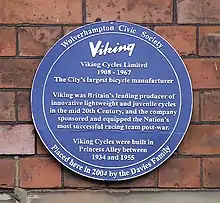 Wolverhampton Civic Society
Viking
Viking Cycles Limited
1908 - 1967
The City's largest bicycle manufacturer
Viking was Britain's leading producer of
innovative lightweight and juvenile cycles
in the mid 20th Century, and the company
sponsored and equipped the Nation's
most successful racing team post-war.
Viking Cycles were built in
Princess Alley between
1934 and 1955
Placed here in 2004 by the Davies Family